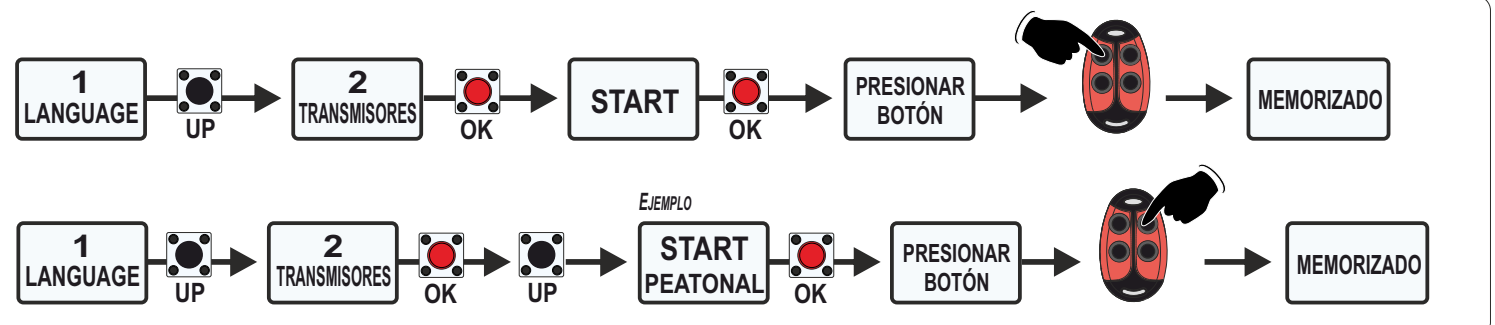 1
LANGUAGE
UP
2
TRANSMISORES
OK
START
OK
PRESIONAR
BOTÓN
MEMORIZADO
1
LANGUAGE
UP
2
TRANSMISORES
OK
UP
EJEMPLO
START
PEATONAL
OK
PRESIONAR
BOTÓN
MEMORIZADO